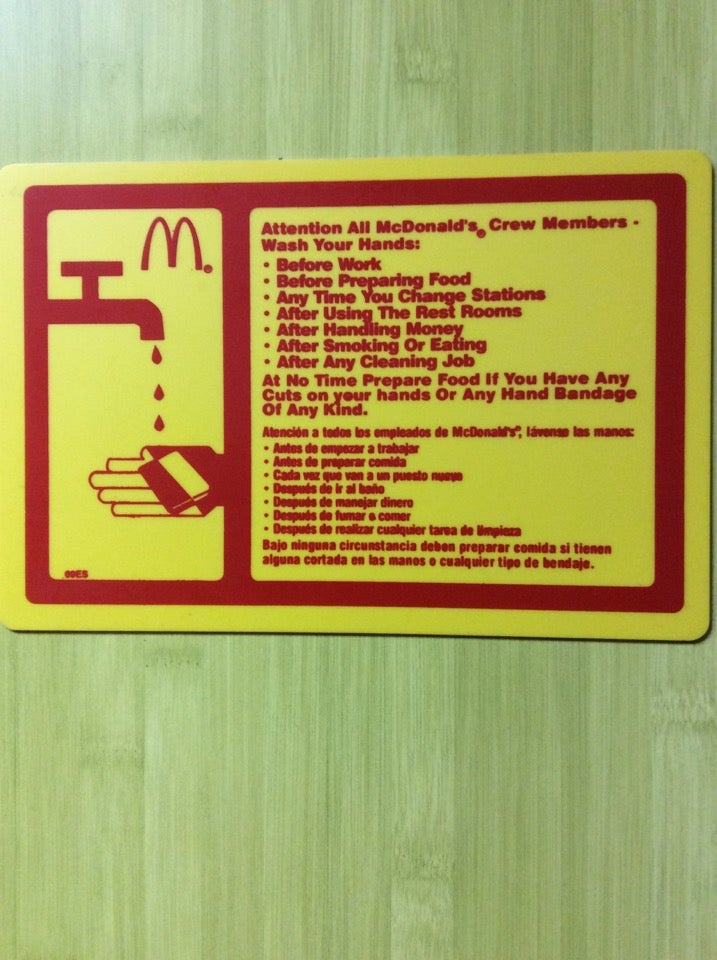 M®
Attention All McDonald's® Crew Members -
Wash Your Hands:
• Before Work
• Before Preparing Food
• Any Time You Change Stations
• After Using The Rest Rooms
• After Handling Money
• After Smoking Or Eating
• After Any Cleaning Job
At No Time Prepare Food If You Have Any
Cuts on your hands Or Any Hand Bandage
Of Any Kind.
Atención a todos los empleados de McDonald's®, lávense las manos:
• Antes de empezar a trabajar
• Antes de preparar comida
• Cada vez que van a un puesto nuevo
• Después de ir al baño
• Después de manejar dinero
• Después de fumar o comer
• Después de realizar cualquier tarea de limpieza
Bajo ninguna circunstancia deben preparar comida si tienen
alguna cortada en las manos o cualquier tipo de bendaje.
09ES